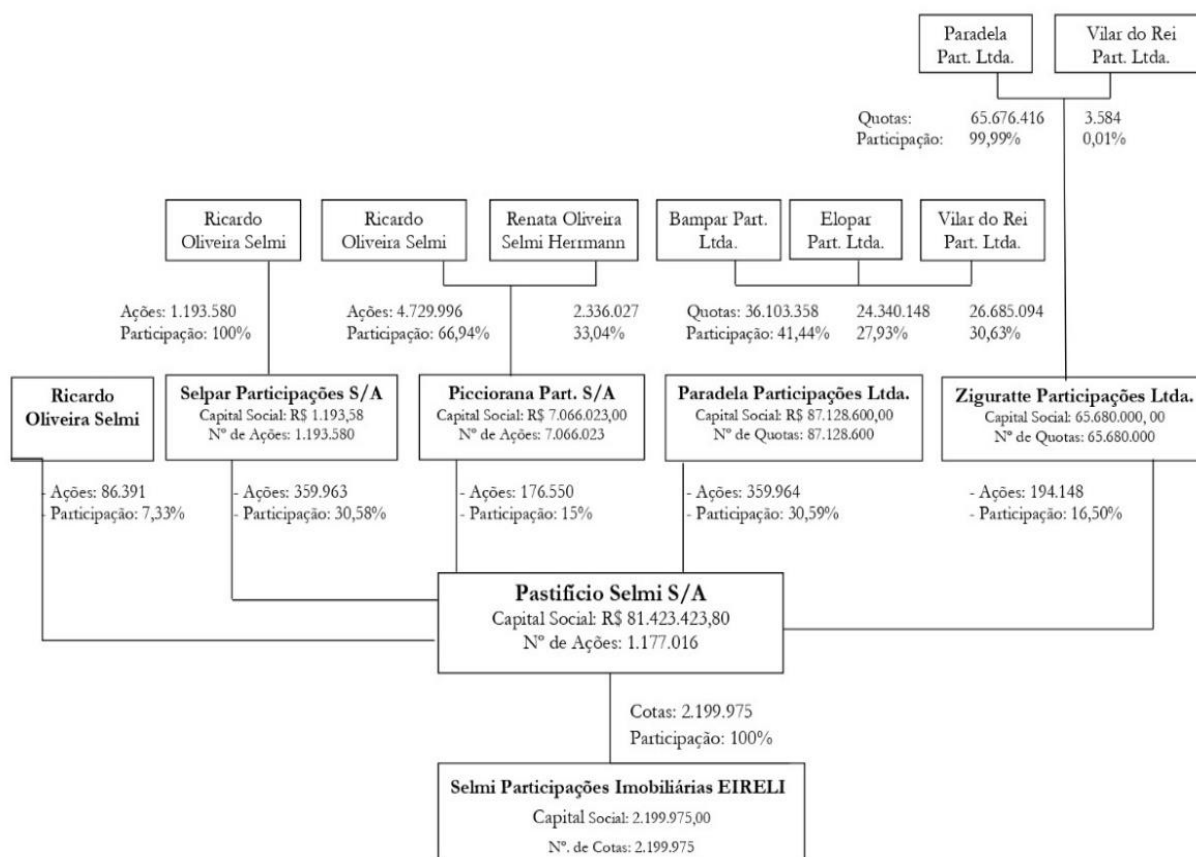 Paradela
Part. Ltda.
Vilar do Rei
Part. Ltda.
Quotas: 65.676.416 3.584
Participação: 99,99% 0,01%
Ricardo
Oliveira Selmi
Ricardo
Oliveira Selmi
Renata Oliveira
Selmi Herrmann
Bampar Part.
Ltda.
Elopar
Part. Ltda.
Vilar do Rei
Part. Ltda.
Ações: 1.193.580
Participação: 100%
Ações: 4.729.996 2.336.027
Participação: 66,94% 33,04%
Quotas: 36.103.358 24.340.148 26.685.094
Participação: 41,44% 27,93% 30,63%
Ricardo
Oliveira Selmi
Selpar Participações S/A
Capital Social: R$ 1.193,58
Nº de Ações: 1.193.580
Picciorana Part. S/A
Capital Social: R$ 7.066.023,00
Nº de Ações: 7.066.023
Paradela Participações Ltda.
Capital Social: R$ 87.128.600,00
Nº de Quotas: 87.128.600
Ziguratte Participações Ltda.
Capital Social: 65.680.000, 00
Nº de Quotas: 65.680.000
- Ações: 86.391
- Participação: 7,33%
- Ações: 359.963
- Participação: 30,58%
- Ações: 176.550
- Participação: 15%
- Ações: 359.964
- Participação: 30,59%
- Ações: 194.148
- Participação: 16,50%
Pastifício Selmi S/A
Capital Social: R$ 81.423.423,80
Nº de Ações: 1.177.016
Cotas: 2.199.975
Participação: 100%
Selmi Participações Imobiliárias EIRELI
Capital Social: 2.199.975,00
Nº. de Cotas: 2.199.975